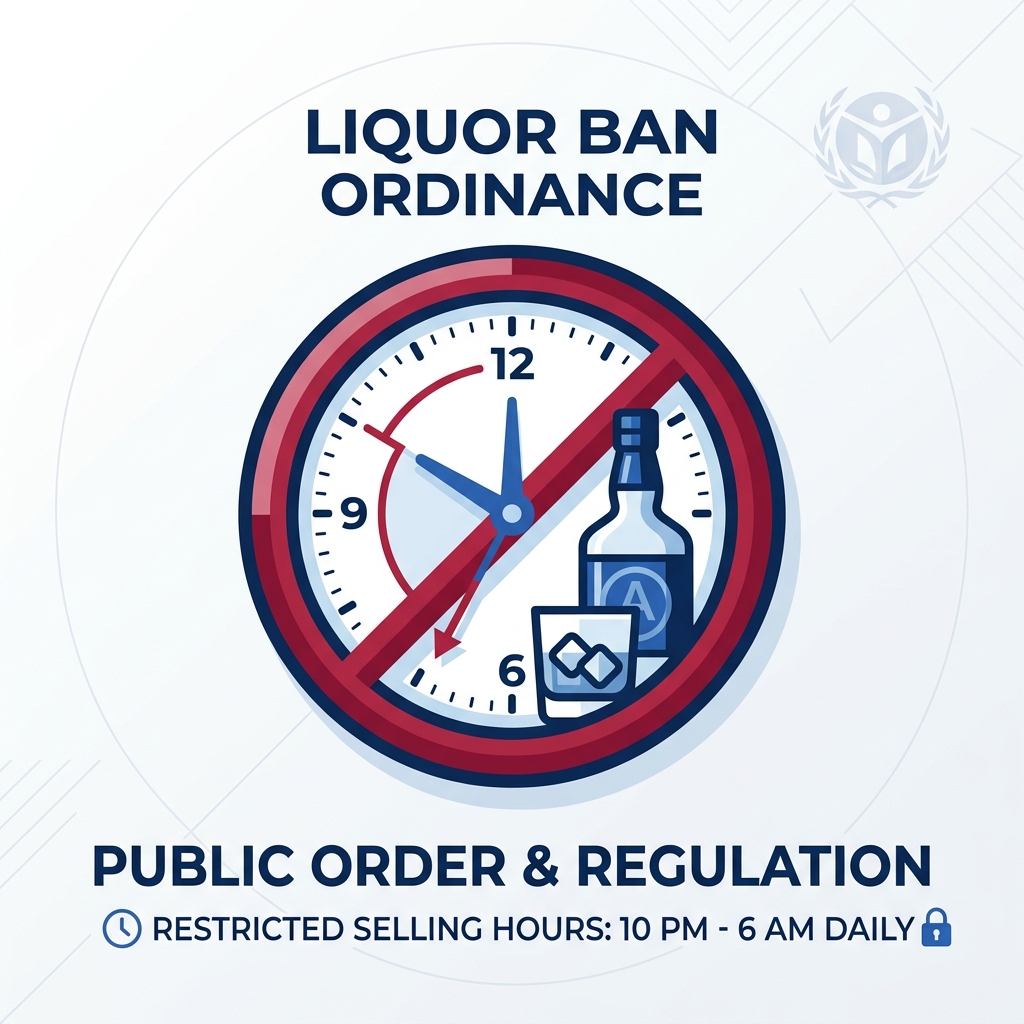 LIQUOR BAN
ORDINANCE
12
9
A
6
PUBLIC ORDER & REGULATION
RESTRICTED SELLING HOURS: 10 PM - 6 AM DAILY